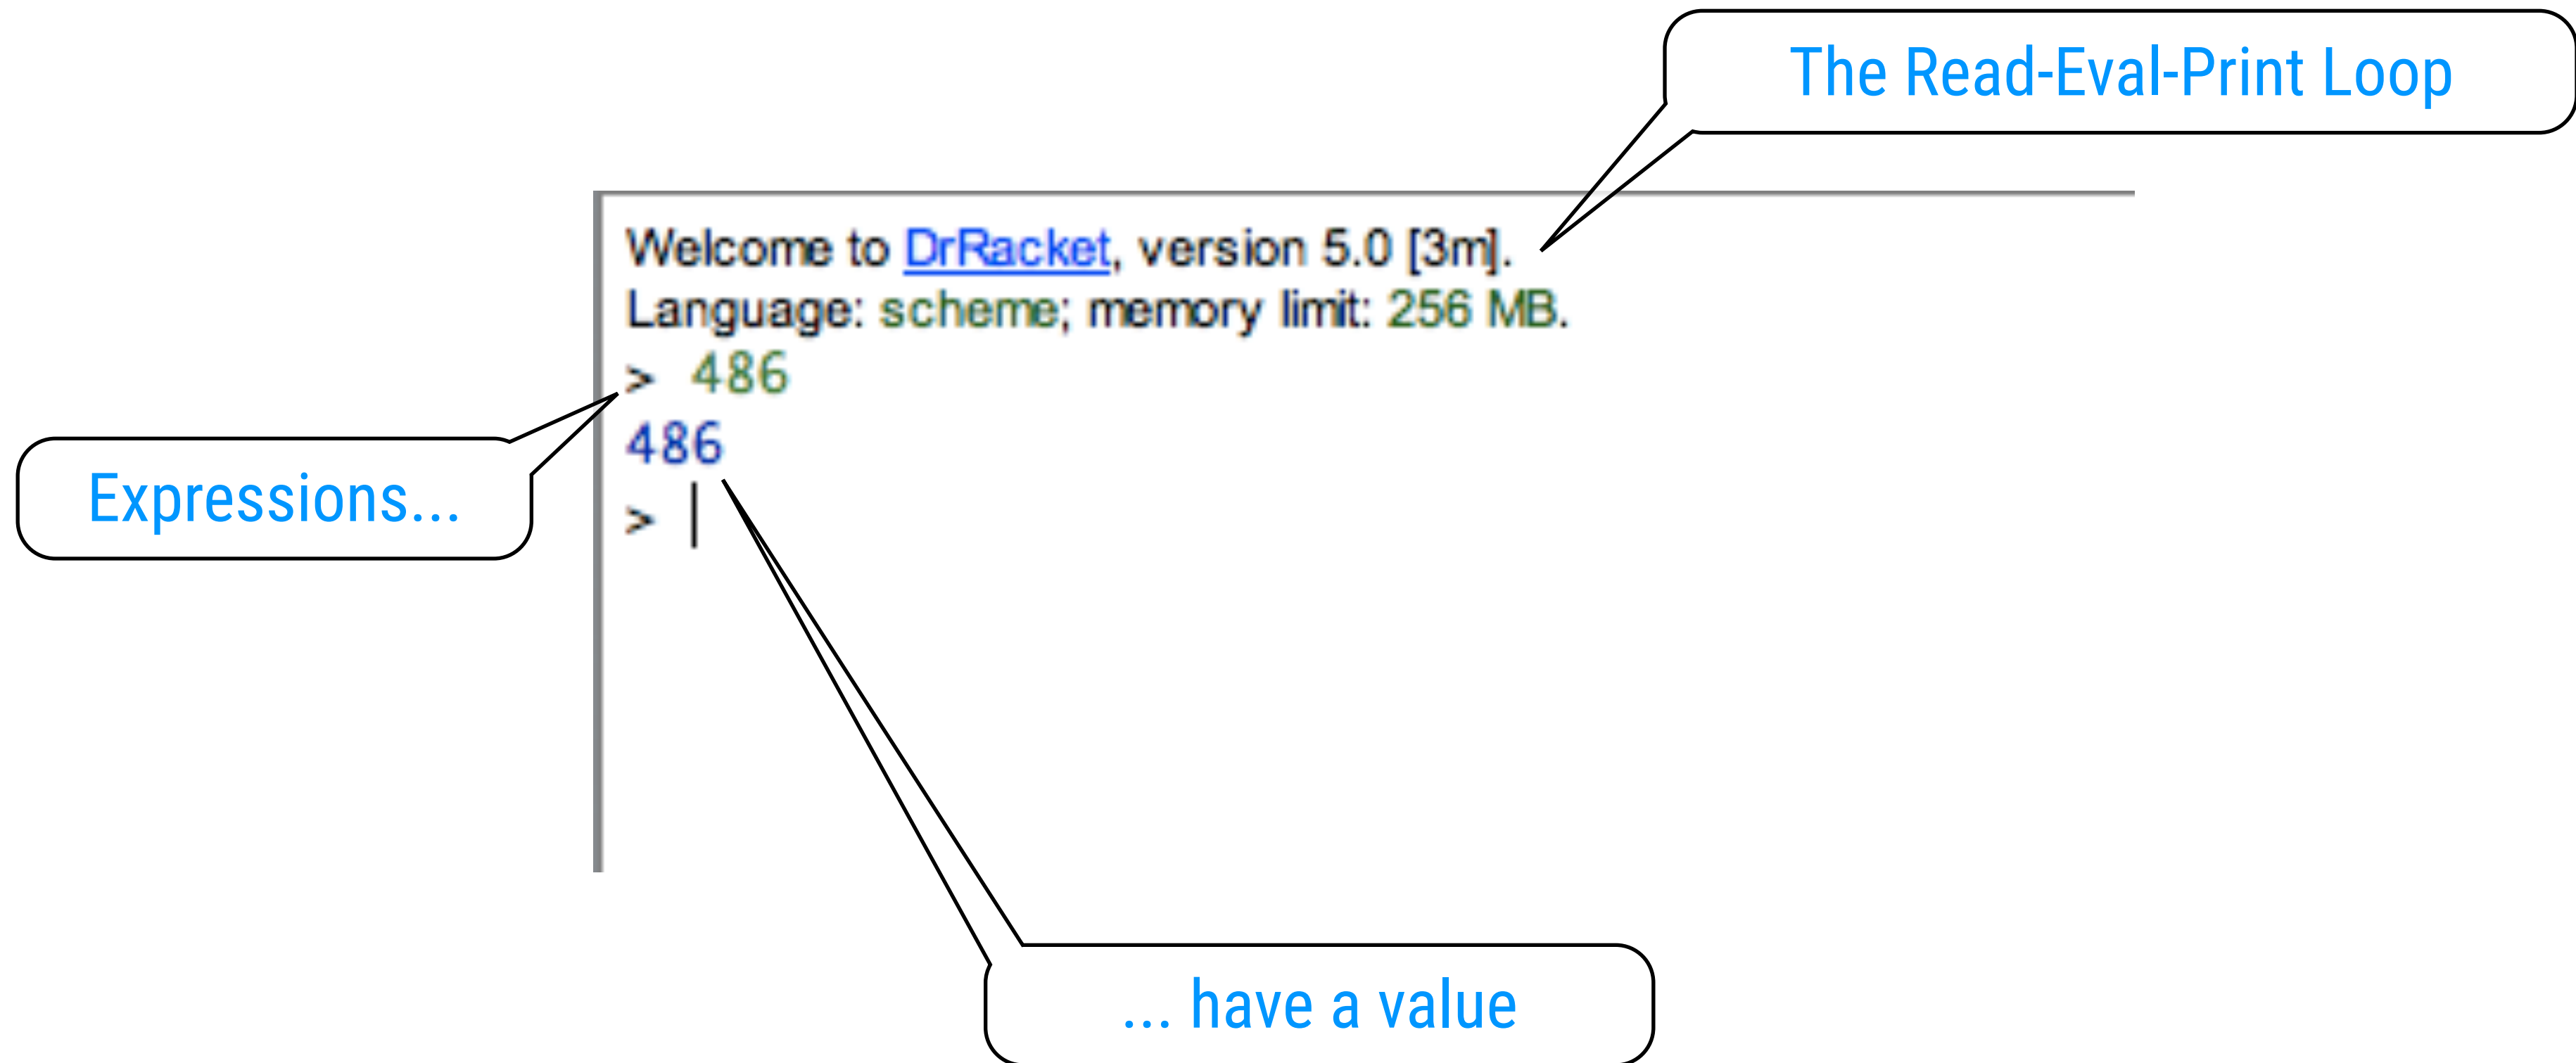 The Read-Eval-Print Loop
Welcome to DrRacket, version 5.0 [3m].
Language: scheme; memory limit: 256 MB.
> 486
486
>
Expressions...
... have a value